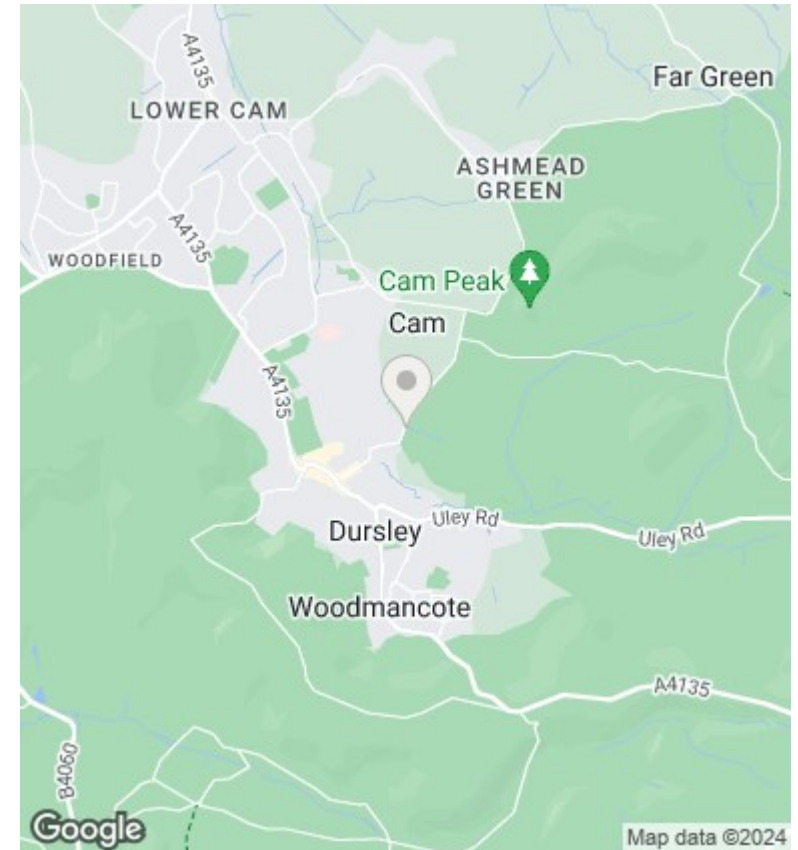 A4135
LOWER CAM
Far Green
ASHMEAD
GREEN
A4135
WOODFIELD
Cam Peak
Cam
A4135
Dursley
Uley Rd
Uley Rd
Woodmancote
A4135
B4060
Google
Map data ©2024